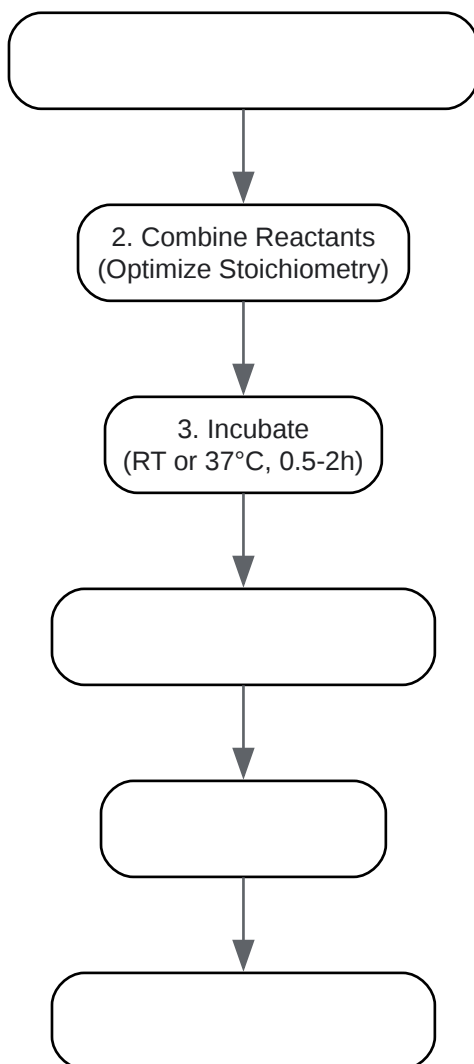 2. Combine Reactants
(Optimize Stoichiometry)
3. Incubate
(RT or 37°C, 0.5-2h)